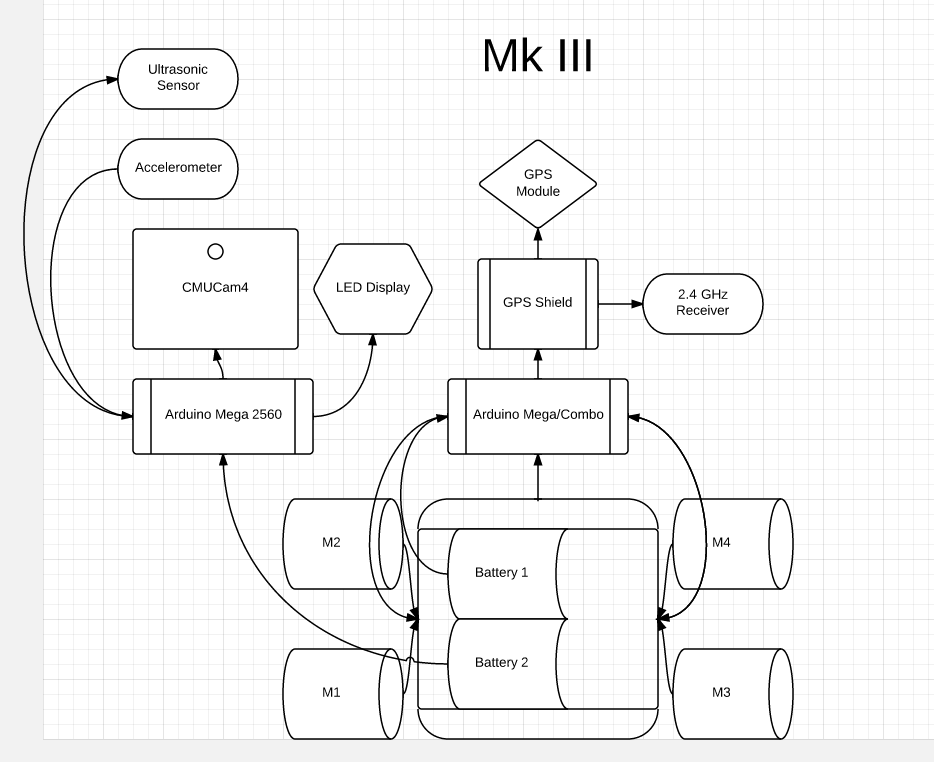 Mk III
Ultrasonic
Sensor
Accelerometer
GPS
Module
CMUCam4
LED Display
GPS Shield
2.4 GHz
Receiver
Arduino Mega 2560
Arduino Mega/Combo
M2
Battery 1
M4
M1
Battery 2
M3